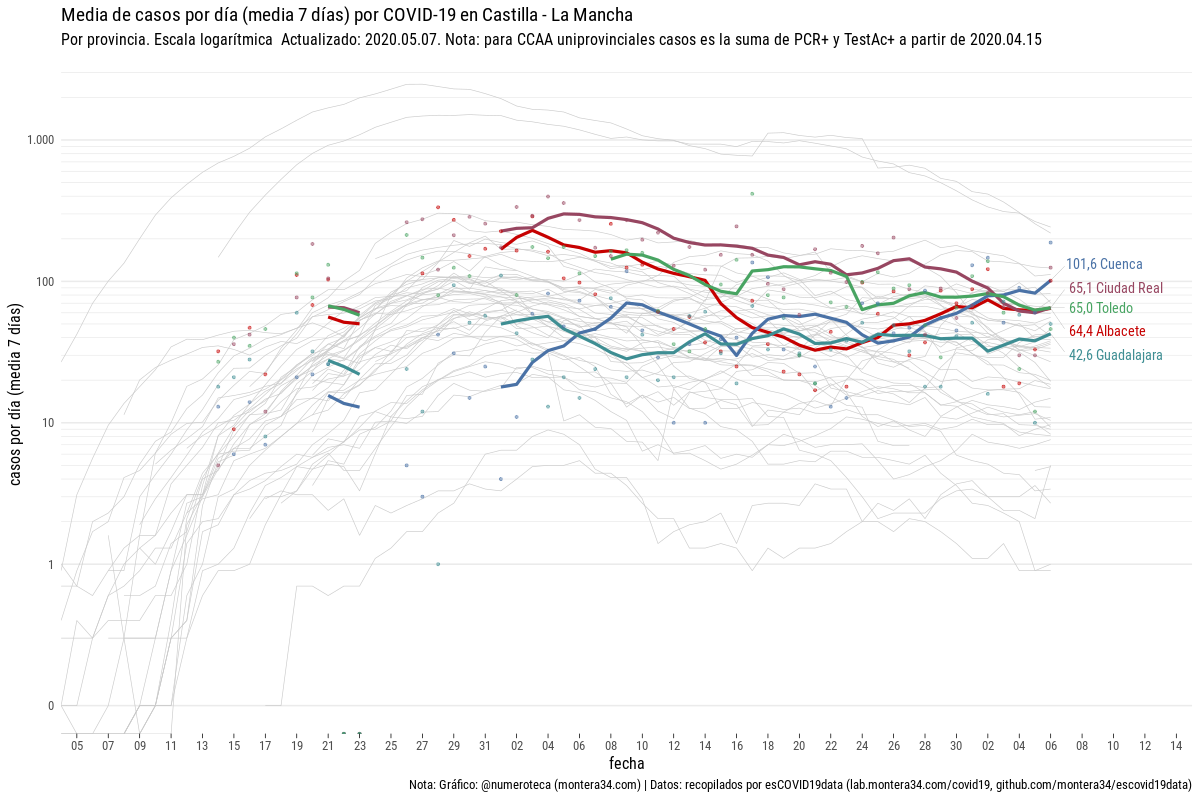 Media de casos por día (media 7 días) por COVID-19 en Castilla - La Mancha
Por provincia. Escala logarítmica  Actualizado: 2020.05.07. Nota: para CCAA uniprovinciales casos es la suma de PCR+ y TestAc+ a partir de 2020.04.15
casos por día (media 7 días)
1.000
100
10
1
0
101,6 Cuenca
65,1 Ciudad Real
65,0 Toledo
64,4 Albacete
42,6 Guadalajara
05 07 09 11 13 15 17 19 21 23 25 27 29 31 02 04 06 08 10 12 14 16 18 20 22 24 26 28 30 02 04 06 08 10 12 14
fecha
Nota: Gráfico: @numeroteca (montera34.com) | Datos: recopilados por esCOVID19data (lab.montera34.com/covid19, github.com/montera34/escovid19data)